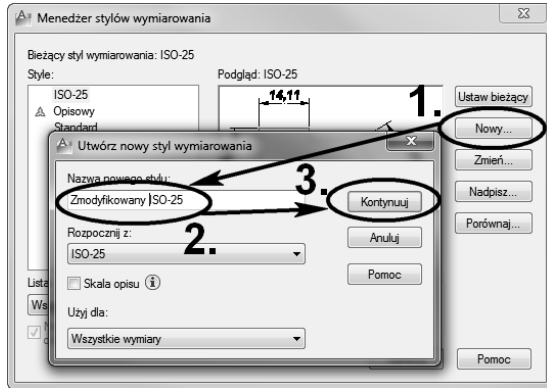 Menedżer stylów wymiarowania
Bieżący styl wymiarowania: ISO-25
Style:
Podgląd: ISO-25
ISO-25
Opisowy
Standard
14,11
1.
Ustaw bieżący
Nowy...
Zmień...
Nadpisz...
Porównaj...
Utwórz nowy styl wymiarowania
Nazwa nowego stylu:
Zmodyfikowany ISO-25
3.
Kontynuuj
2.
Rozpocznij z:
ISO-25
Anuluj
Skala opisu
Pomoc
Użyj dla:
Wszystkie wymiary
Lista
Ws
Pomoc